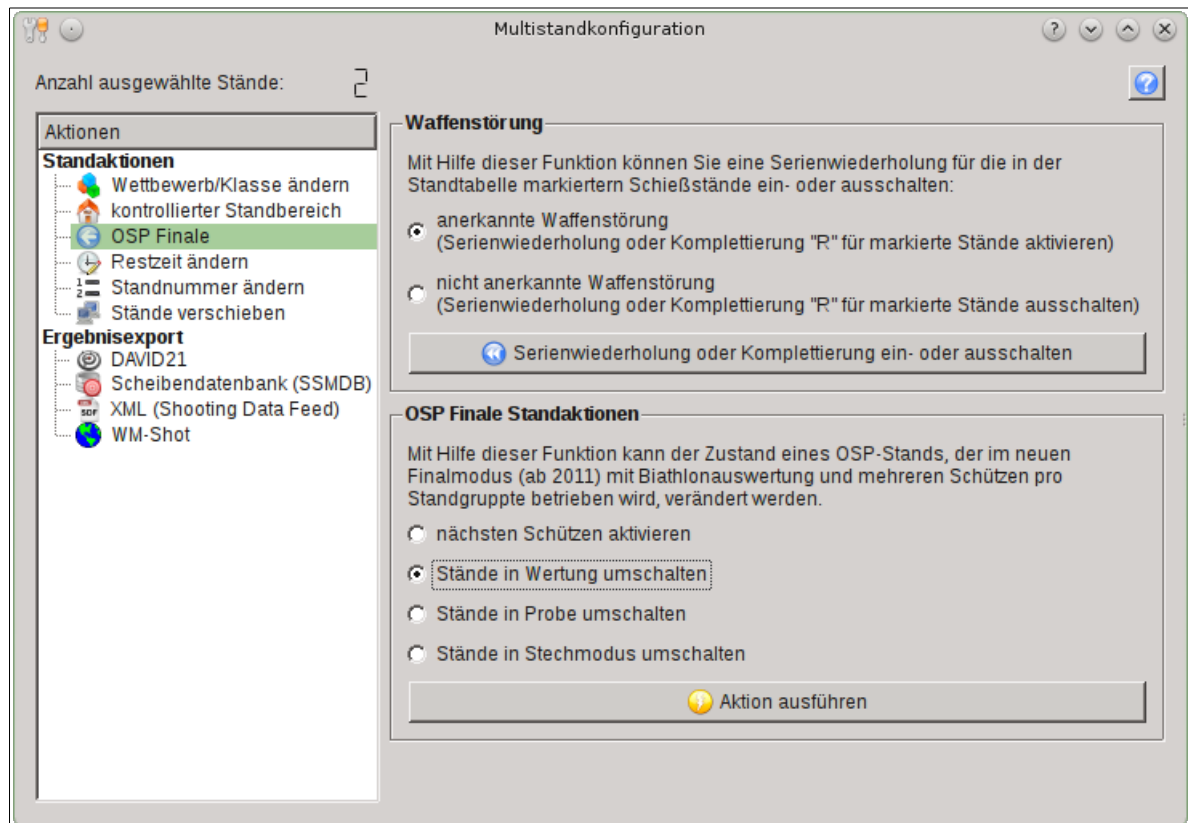 Multistandkonfiguration
Anzahl ausgewählte Stände: 2
Aktionen
Standaktionen
Wettbewerb/Klasse ändern
kontrollierter Standbereich
OSP Finale
Restzeit ändern
Standnummer ändern
Stände verschieben
Ergebnisexport
DAVID21
Scheibendatenbank (SSMDB)
XML (Shooting Data Feed)
WM-Shot
Waffenstörung
Mit Hilfe dieser Funktion können Sie eine Serienwiederholung für die in der
Standtabelle markiertern Schießstände ein- oder ausschalten:
anerkannte Waffenstörung
(Serienwiederholung oder Komplettierung "R" für markierte Stände aktivieren)
nicht anerkannte Waffenstörung
(Serienwiederholung oder Komplettierung "R" für markierte Stände ausschalten)
Serienwiederholung oder Komplettierung ein- oder ausschalten
OSP Finale Standaktionen
Mit Hilfe dieser Funktion kann der Zustand eines OSP-Stands, der im neuen
Finalmodus (ab 2011) mit Biathlonauswertung und mehreren Schützen pro
Standgruppte betrieben wird, verändert werden.
nächsten Schützen aktivieren
Stände in Wertung umschalten
Stände in Probe umschalten
Stände in Stechmodus umschalten
Aktion ausführen